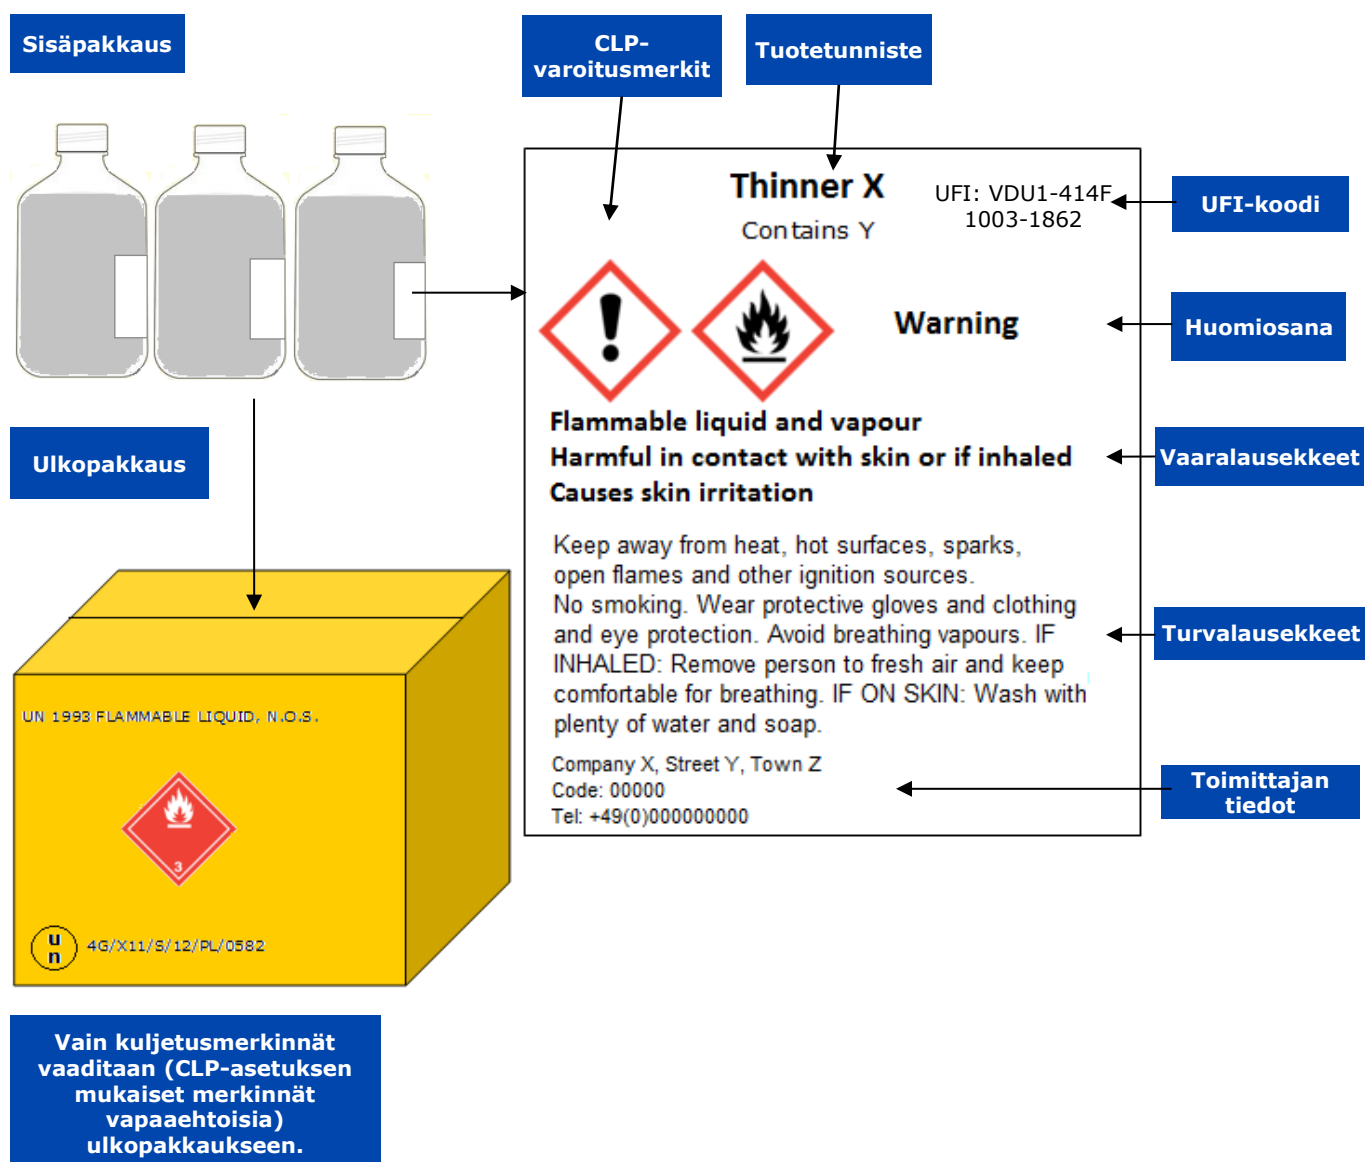 Sisäpakkaus
CLP-
varoitusmerkit
Tuotetunniste
Thinner X
Contains Y
UFI: VDU1-414F
1003-1862
UFI-koodi
Warning
Huomiosana
Flammable liquid and vapour
Harmful in contact with skin or if inhaled
Causes skin irritation
Vaaralausekkeet
Ulkopakkaus
Keep away from heat, hot surfaces, sparks,
open flames and other ignition sources.
No smoking. Wear protective gloves and clothing
and eye protection. Avoid breathing vapours. IF
INHALED: Remove person to fresh air and keep
comfortable for breathing. IF ON SKIN: Wash with
plenty of water and soap.
Turvalausekkeet
Company X, Street Y, Town Z
Code: 00000
Tel: +49(0)000000000
Toimittajan
tiedot
UN 1993 FLAMMABLE LIQUID, N.O.S.
3
u
n
4G/X11/S/12/PL/0582
Vain kuljetusmerkinnät
vaaditaan (CLP-asetuksen
mukaiset merkinnät
vapaaehtoisia)
ulkopakkaukseen.